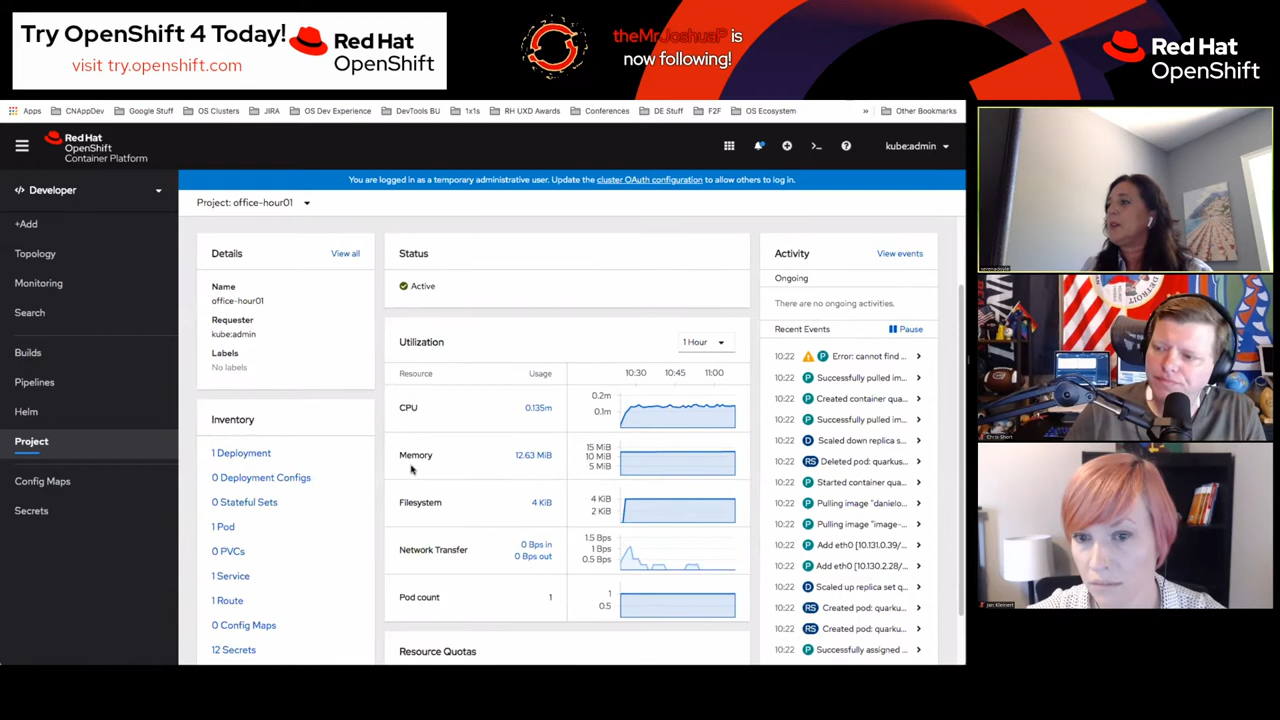 Try OpenShift 4 Today!
visit try.openshift.com
Red Hat
OpenShift
theMrJoshuaP is
now following!
Red Hat
OpenShift
Apps
CNAppDev
Google Stuff
OS Clusters
JIRA
OS Dev Experience
DevTools BU
1x1s
RH UXD Awards
Conferences
DE Stuff
F2F
OS Ecosystem
»
Other Bookmarks
Red Hat
OpenShift
Container Platform
kube:admin
You are logged in as a temporary administrative user. Update the cluster OAuth configuration to allow others to log in.
Developer
+Add
Topology
Monitoring
Search
Builds
Pipelines
Helm
Project
Config Maps
Secrets
Project: office-hour01
Details
View all
Name
office-hour01
Requester
kube:admin
Labels
No labels
Inventory
1 Deployment
0 Deployment Configs
0 Stateful Sets
1 Pod
0 PVCs
1 Service
1 Route
0 Config Maps
12 Secrets
Status
Active
Utilization
1 Hour
Resource
Usage
10:30
10:45
11:00
CPU
0.135m
0.2m
0.1m
Memory
12.63 MiB
15 MiB
10 MiB
5 MiB
Filesystem
4 KiB
4 KiB
2 KiB
Network Transfer
0 Bps in
0 Bps out
1.5 Bps
1 Bps
0.5 Bps
Pod count
1
1
0.5
Resource Quotas
Activity
View events
Ongoing
There are no ongoing activities.
Recent Events
Pause
10:22 P Error: cannot find ...
10:22 P Successfully pulled im...
10:22 P Created container qua...
10:22 P Successfully pulled im...
10:22 D Scaled down replica s...
10:22 RS Deleted pod: quarkus...
10:22 P Started container qua...
10:22 P Pulling image "danielo...
10:22 P Pulling image "image-...
10:22 P Add eth0 [10.131.0.39/...
10:22 P Add eth0 [10.130.2.28/...
10:22 D Scaled up replica set q...
10:22 RS Created pod: quarku...
10:22 RS Created pod: quarku...
10:22 P Successfully assigned ...
serenadoyle
Chris Short
Jan Kleinert